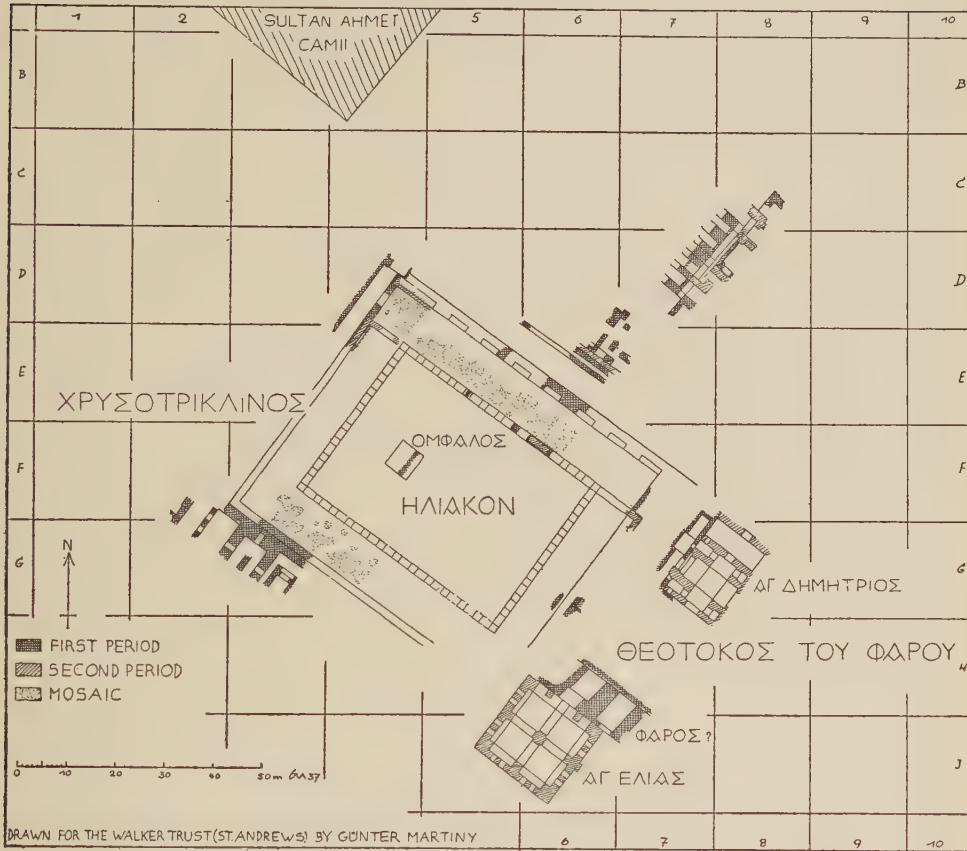 1 2 5 6 7 8 9 10
SULTAN AHMET
CAMII
B B
C C
D D
E E
ΧΡΥΣΟΤΡΙΚΛΙΝΟΣ
ΟΜΦΑΛΟΣ
F F
ΗΛΙΑΚΟΝ
N
G G
ΑΓ ΔΗΜΗΤΡΙΟΣ
FIRST PERIOD
SECOND PERIOD
MOSAIC
ΘΕΟΤΟΚΟΣ ΤΟΥ ΦΑΡΟΥ H
ΦΑΡΟΣ?
J
ΑΓ ΕΛΙΑΣ
0 10 20 30 40 50m
DRAWN FOR THE WALKER TRUST (ST. ANDREWS) BY GÜNTER MARTINY
6 7 8 9 10